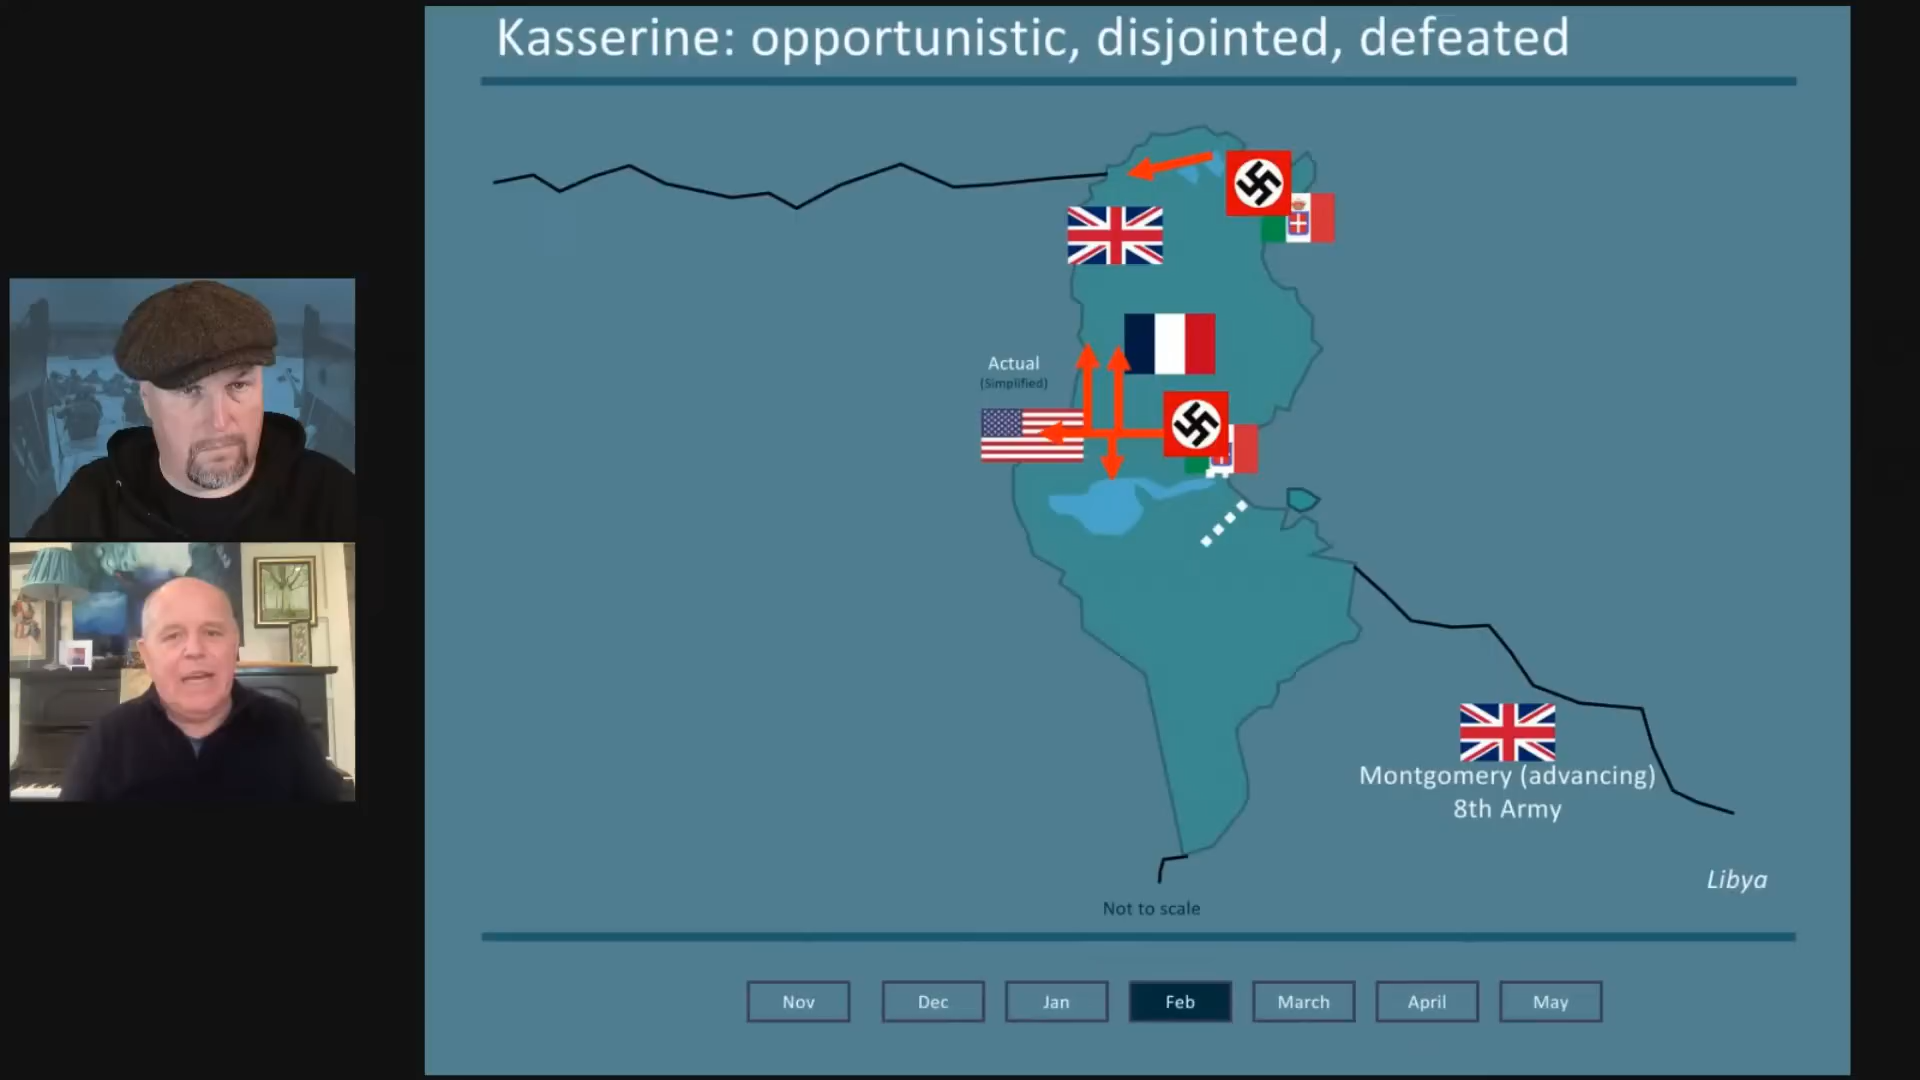 Kasserine: opportunistic, disjointed, defeated
Actual
(Simplified)
Montgomery (advancing)
8th Army
Libya
Not to scale
Nov
Dec
Jan
Feb
March
April
May